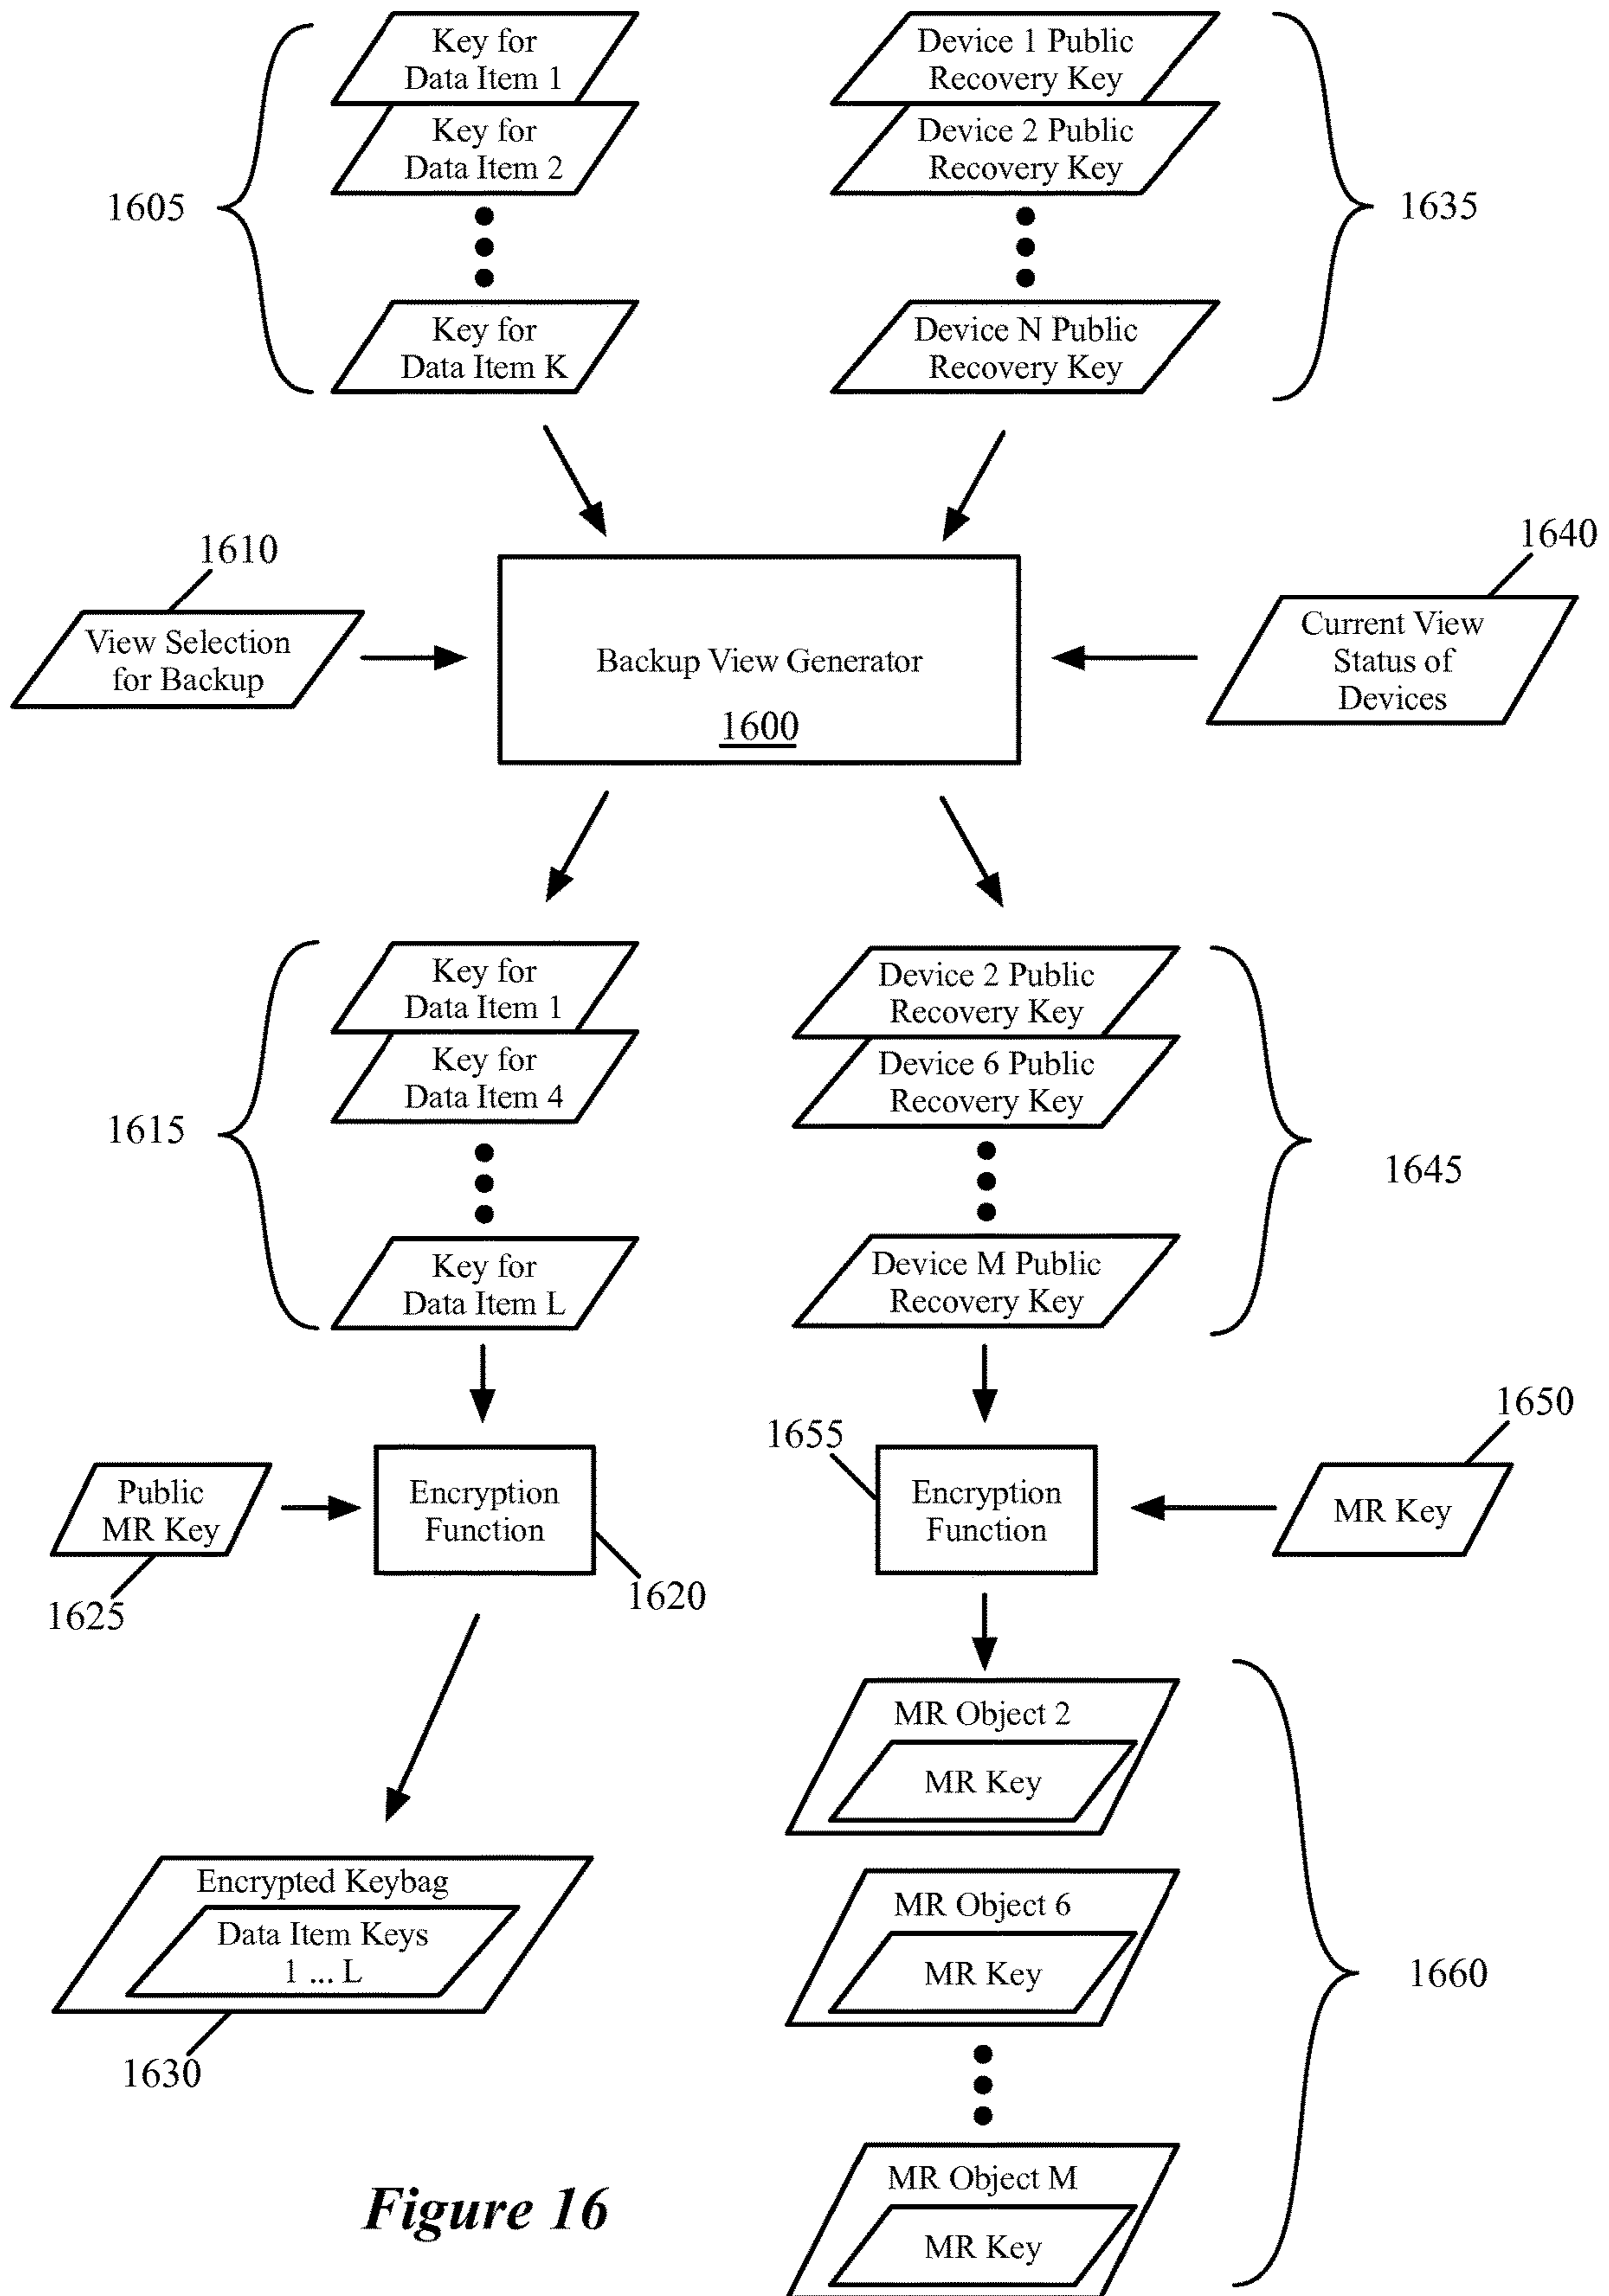 Key for
Data Item 1
Key for
Data Item 2
Key for
Data Item K
1605
Device 1 Public
Recovery Key
Device 2 Public
Recovery Key
Device N Public
Recovery Key
1635
1610
View Selection
for Backup
Backup View Generator
1600
1640
Current View
Status of
Devices
Key for
Data Item 1
Key for
Data Item 4
Key for
Data Item L
1615
Device 2 Public
Recovery Key
Device 6 Public
Recovery Key
Device M Public
Recovery Key
1645
Public
MR Key
1625
Encryption
Function
1620
1655
Encryption
Function
1650
MR Key
Encrypted Keybag
Data Item Keys
1 ... L
1630
MR Object 2
MR Key
MR Object 6
MR Key
MR Object M
MR Key
1660
Figure 16